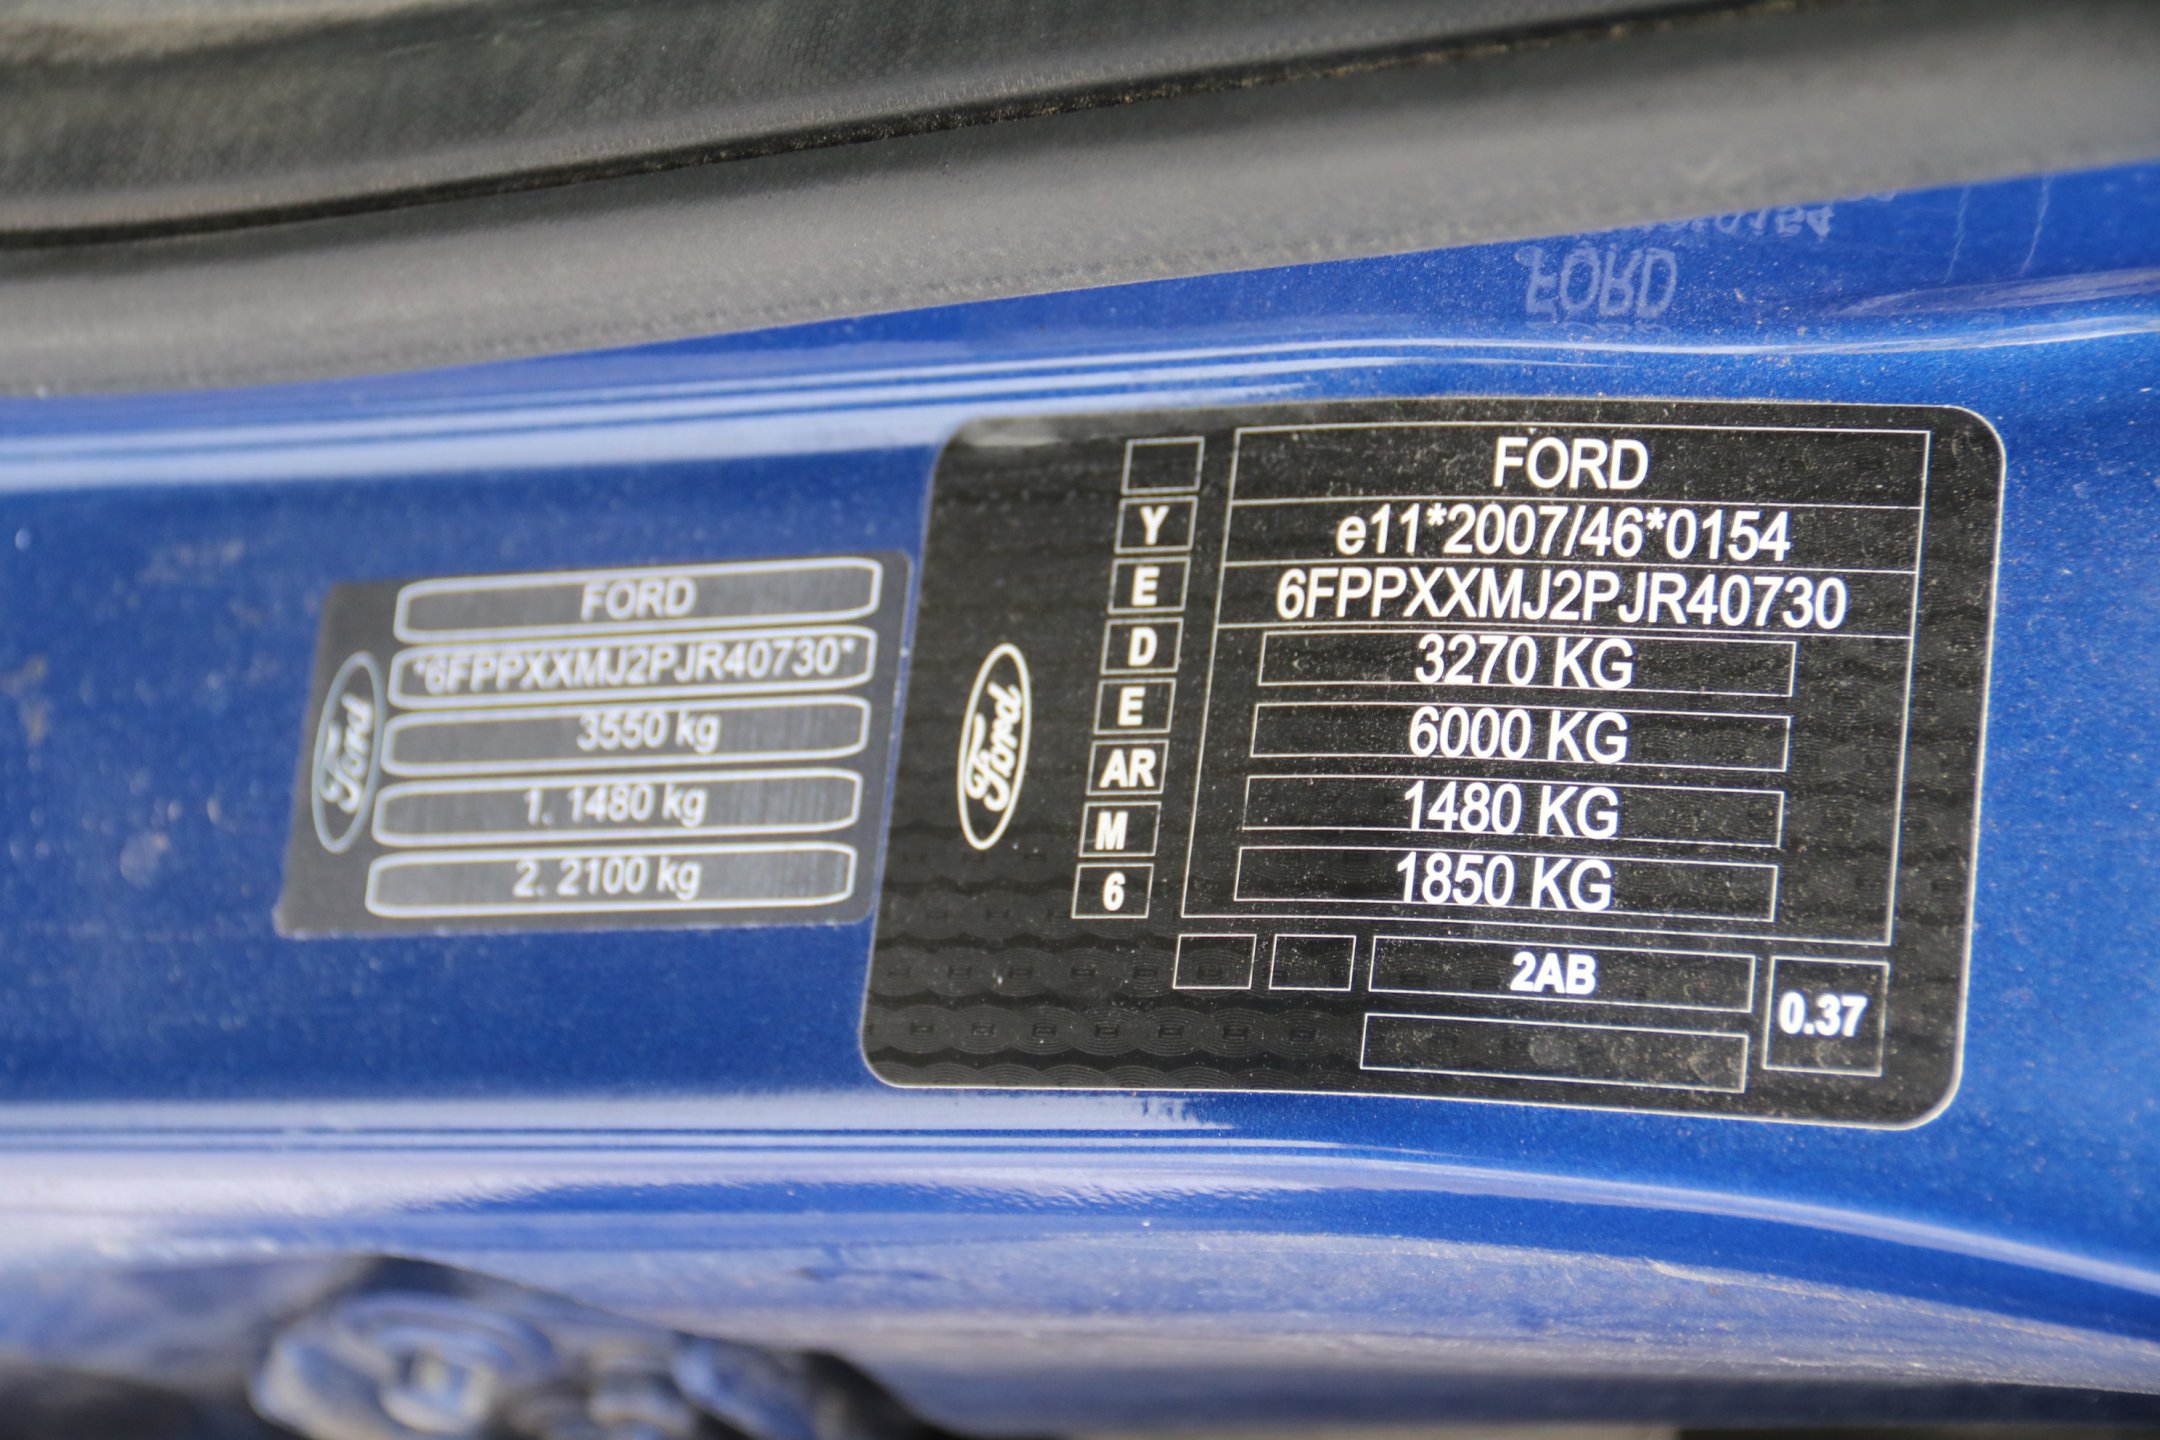 FORD
*6FPPXXMJ2PJR40730*
3550 kg
1. 1480 kg
2. 2100 kg
Ford
Ford
Y
E
D
E
AR
M
6
FORD
e11*2007/46*0154
6FPPXXMJ2PJR40730
3270 KG
6000 KG
1480 KG
1850 KG
2AB
0.37